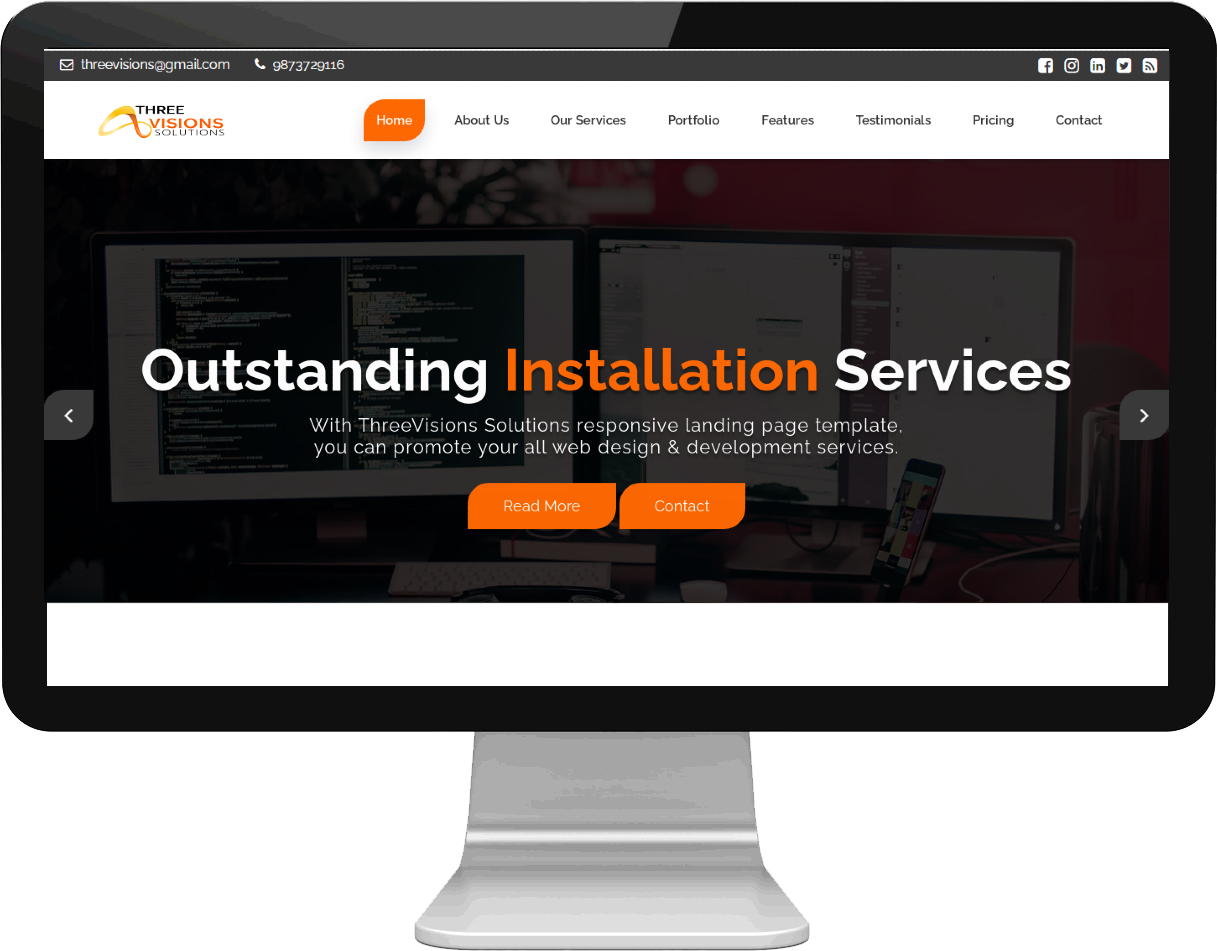 threevisions@gmail.com 9873729116
THREE
VISIONS
SOLUTIONS
Home About Us Our Services Portfolio Features Testimonials Pricing Contact
Outstanding Installation Services
With ThreeVisions Solutions responsive landing page template,
you can promote your all web design & development services.
Read More Contact